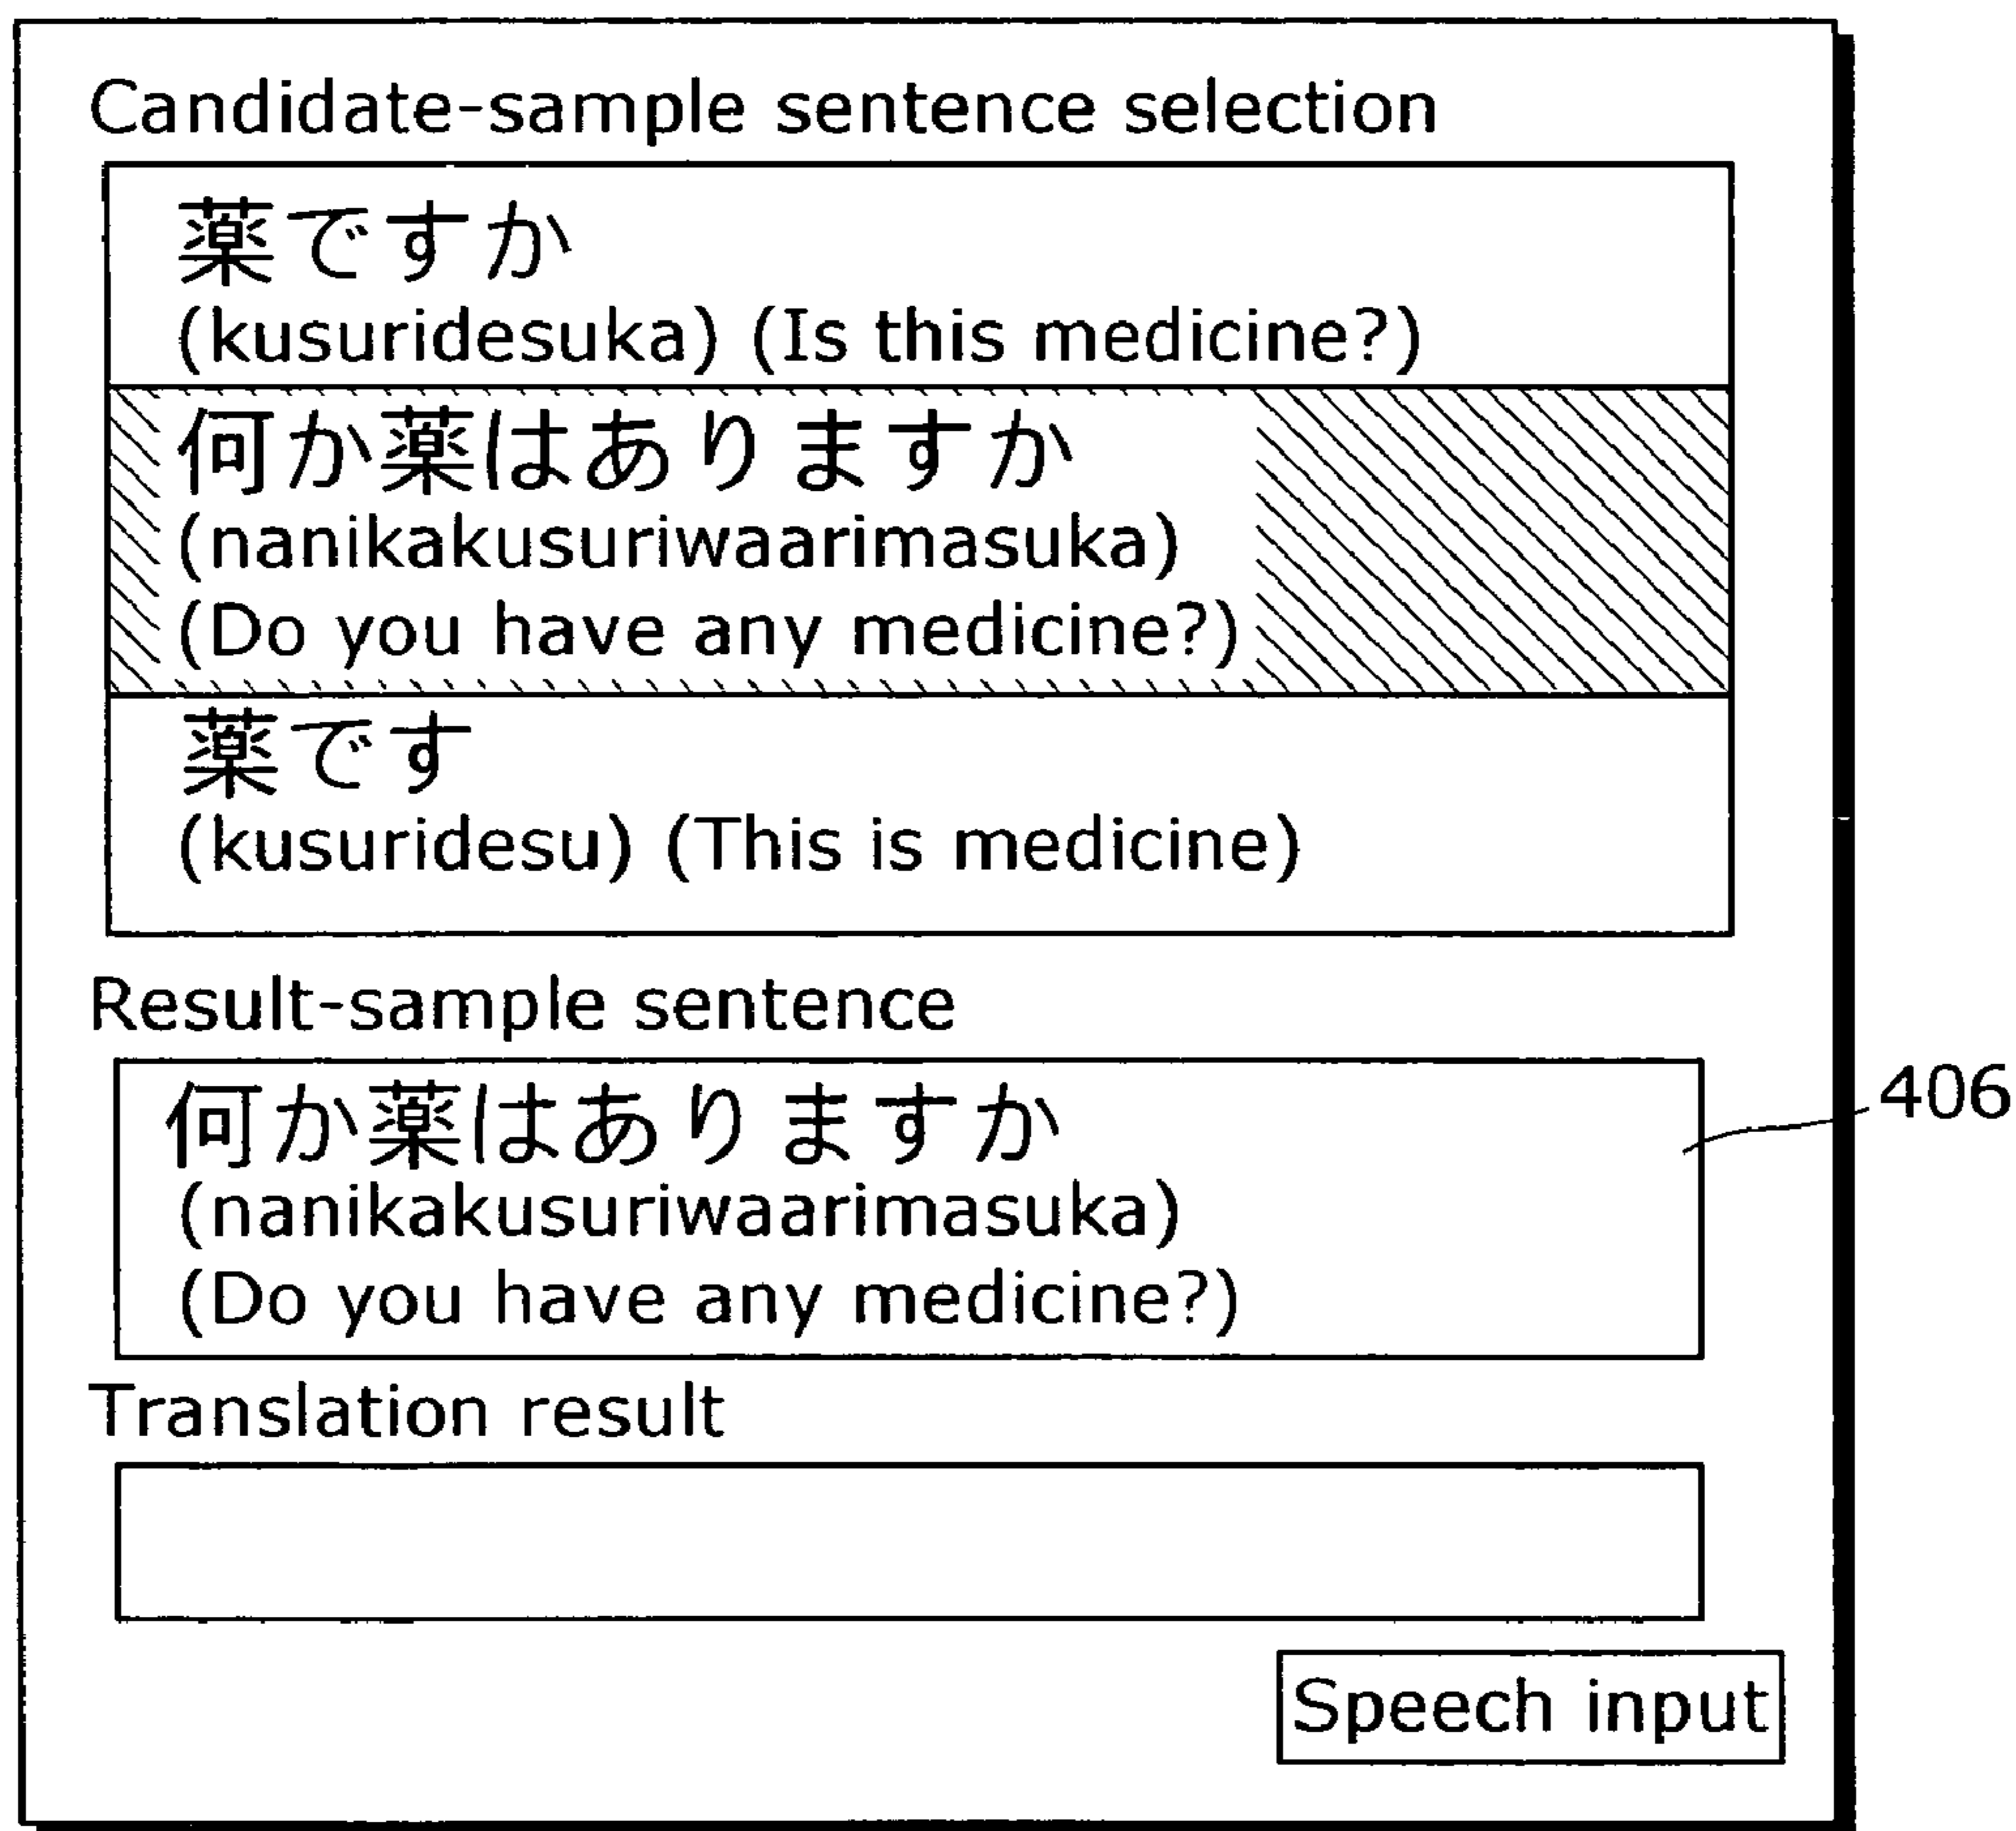 Candidate-sample sentence selection
薬ですか
(kusuridesuka) (Is this medicine?)
何か薬はありますか
(nanikakusuriwaarimasuka)
(Do you have any medicine?)
薬です
(kusuridesu) (This is medicine)
Result-sample sentence
406
何か薬はありますか
(nanikakusuriwaarimasuka)
(Do you have any medicine?)
Translation result
Speech input